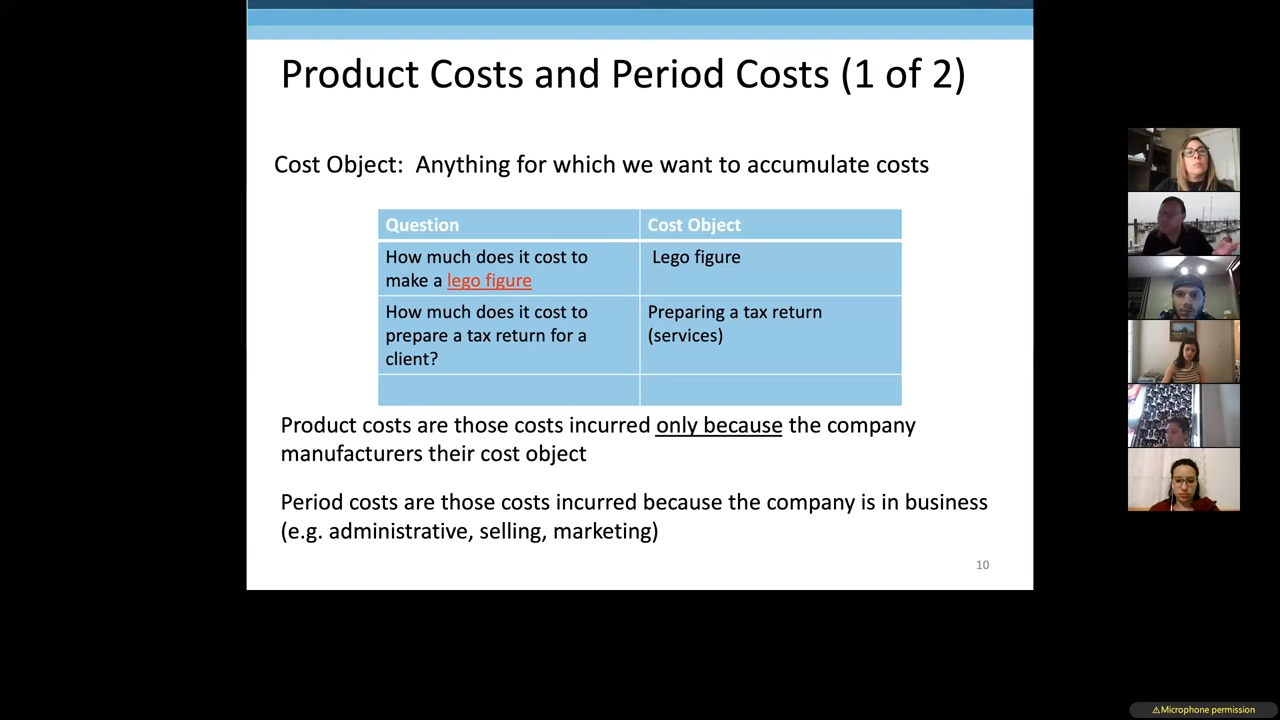 Product Costs and Period Costs (1 of 2)
Cost Object:  Anything for which we want to accumulate costs
Question
Cost Object
How much does it cost to
make a lego figure
Lego figure
How much does it cost to
prepare a tax return for a
client?
Preparing a tax return
(services)
Product costs are those costs incurred only because the company
manufacturers their cost object
Period costs are those costs incurred because the company is in business
(e.g. administrative, selling, marketing)
10
⚠Microphone permission